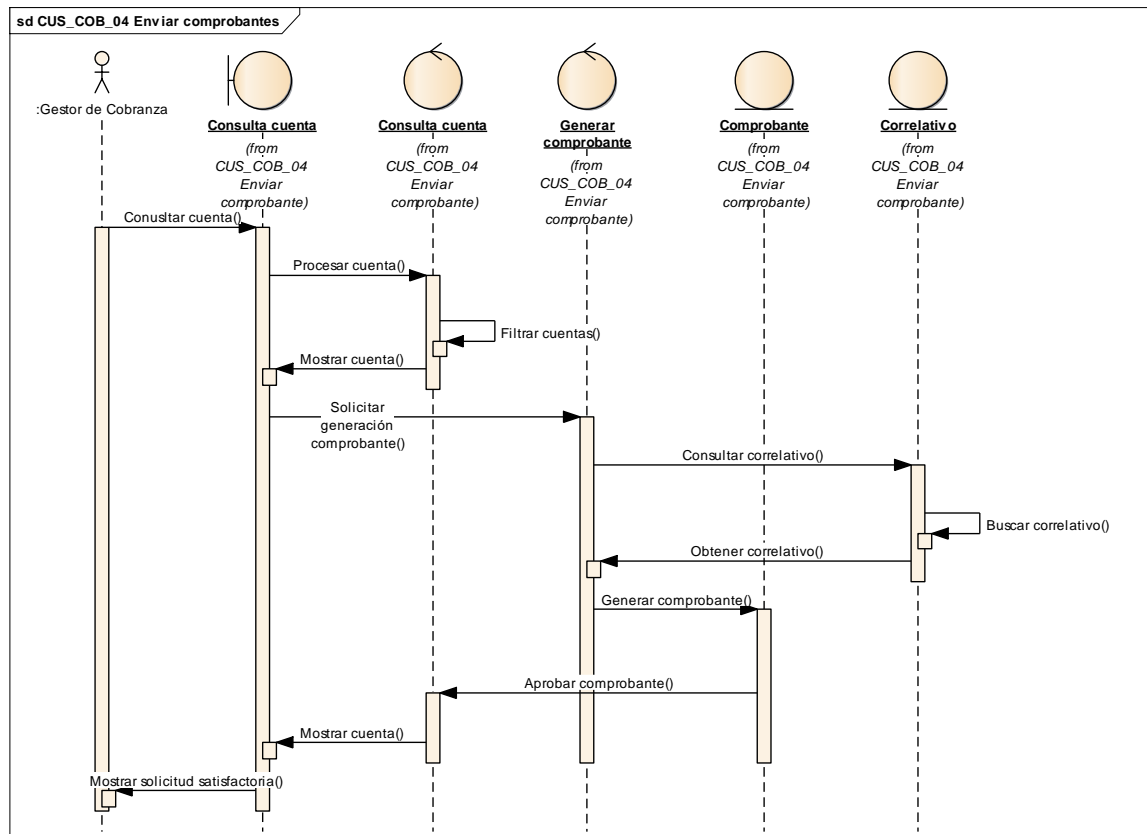 sd CUS_COB_04 Enviar comprobantes
:Gestor de Cobranza
Consulta cuenta
(from
CUS_COB_04
Enviar
comprobante)
Consulta cuenta
(from
CUS_COB_04
Enviar
comprobante)
Generar
comprobante
(from
CUS_COB_04
Enviar
comprobante)
Comprobante
(from
CUS_COB_04
Enviar
comprobante)
Correlativo
(from
CUS_COB_04
Enviar
comprobante)
Conusltar cuenta()
Procesar cuenta()
Filtrar cuentas()
Mostrar cuenta()
Solicitar
generación
comprobante()
Consultar correlativo()
Buscar correlativo()
Obtener correlativo()
Generar comprobante()
Aprobar comprobante()
Mostrar cuenta()
Mostrar solicitud satisfactoria()